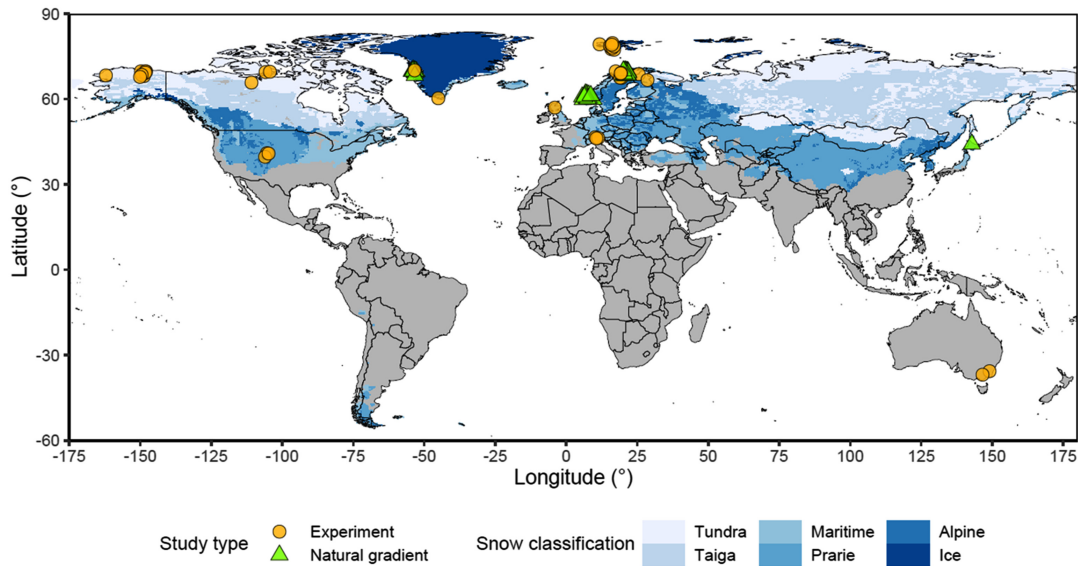 90
60
30
0
-30
-60
Latitude (°)
-175 -150 -125 -100 -75 -50 -25 0 25 50 75 100 125 150 175
Longitude (°)
Study type
Experiment
Natural gradient
Snow classification
Tundra
Taiga
Maritime
Prarie
Alpine
Ice